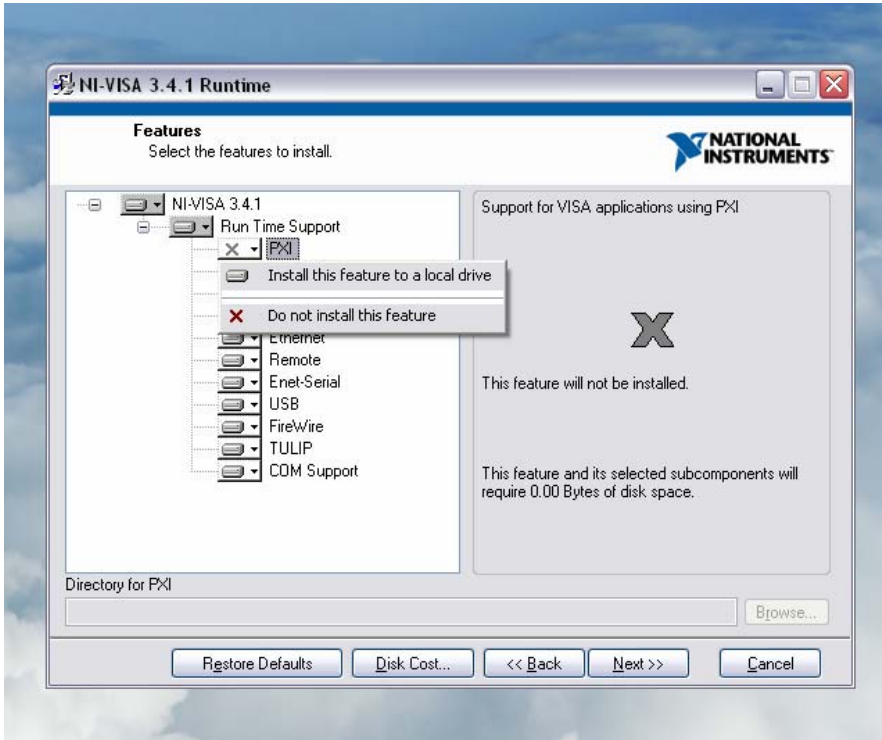 NI-VISA 3.4.1 Runtime
Features
Select the features to install.
NATIONAL
INSTRUMENTS
NI-VISA 3.4.1
Run Time Support
PXI
Install this feature to a local drive
Do not install this feature
Ethernet
Remote
Enet-Serial
USB
FireWire
TULIP
COM Support
Support for VISA applications using PXI
This feature will not be installed.
This feature and its selected subcomponents will
require 0.00 Bytes of disk space.
Directory for PXI
Browse...
Restore Defaults
Disk Cost...
<< Back
Next >>
Cancel